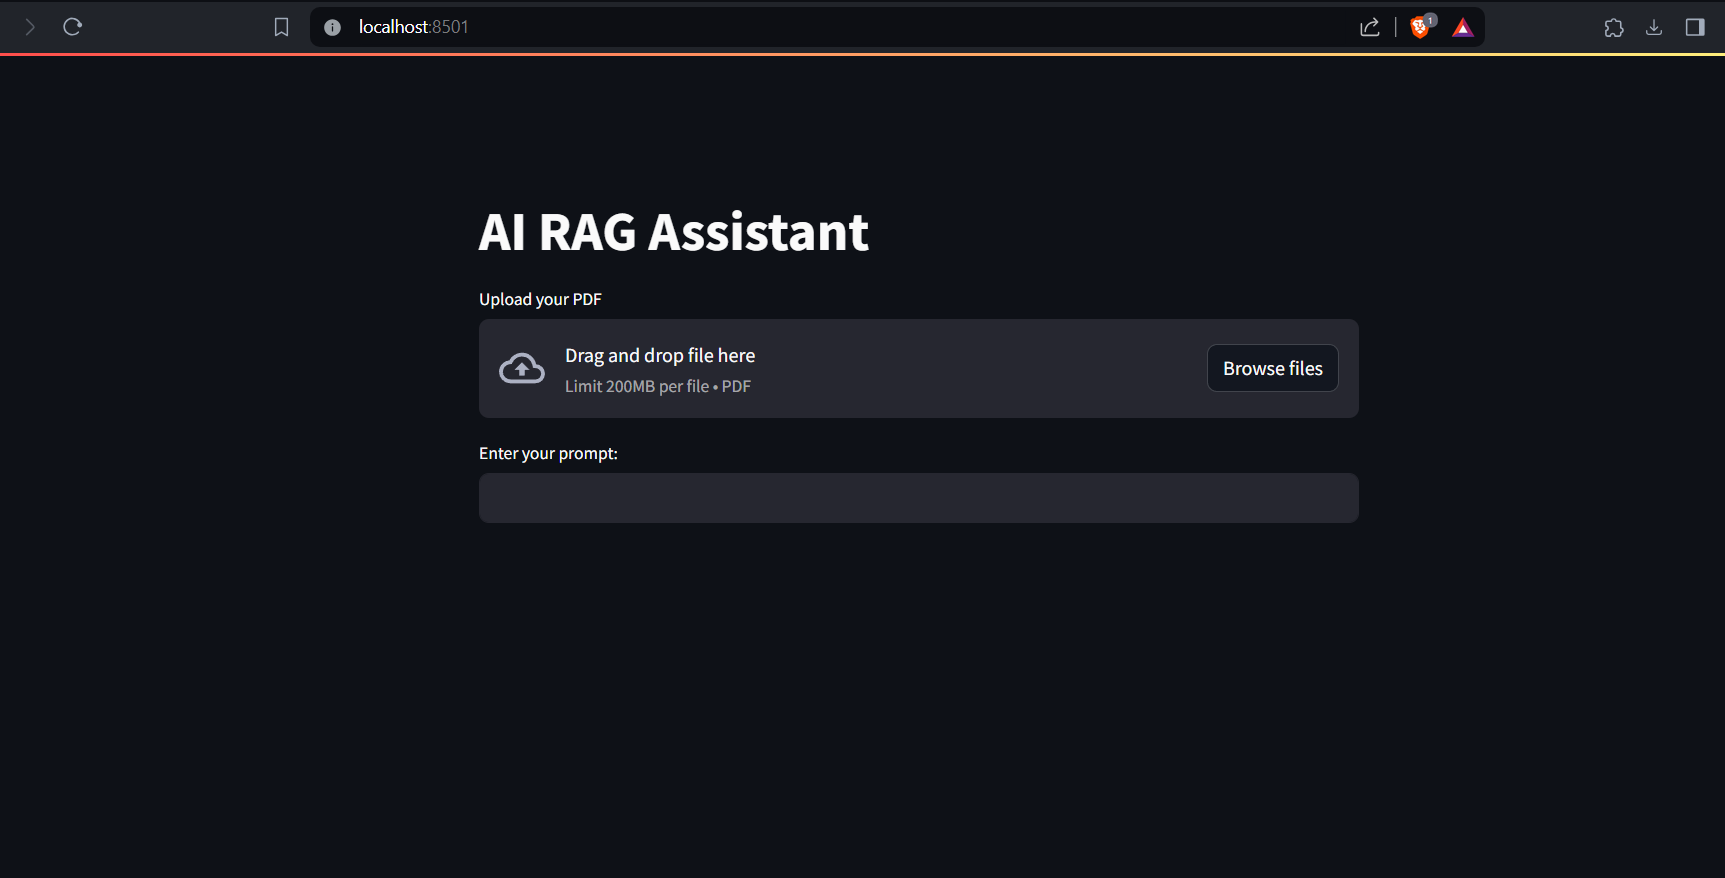 localhost:8501
1
AI RAG Assistant
Upload your PDF
Drag and drop file here
Limit 200MB per file • PDF
Browse files
Enter your prompt: